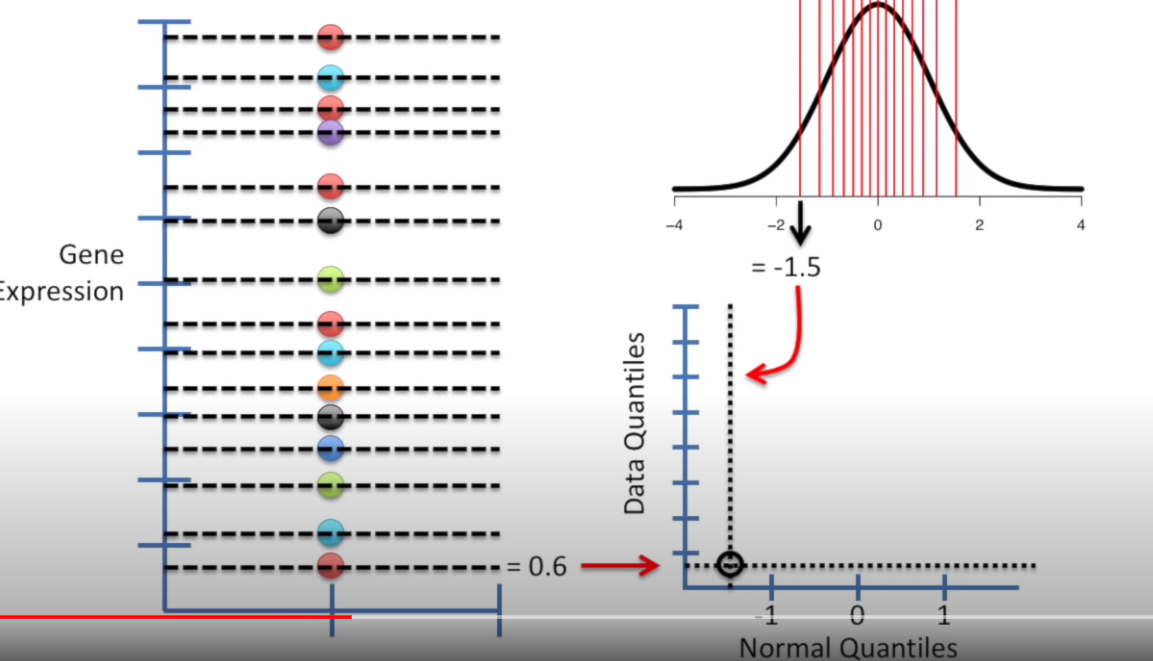 Gene
Expression
= 0.6
−4
−2
0
2
4
= -1.5
Data Quantiles
-1
0
1
Normal Quantiles